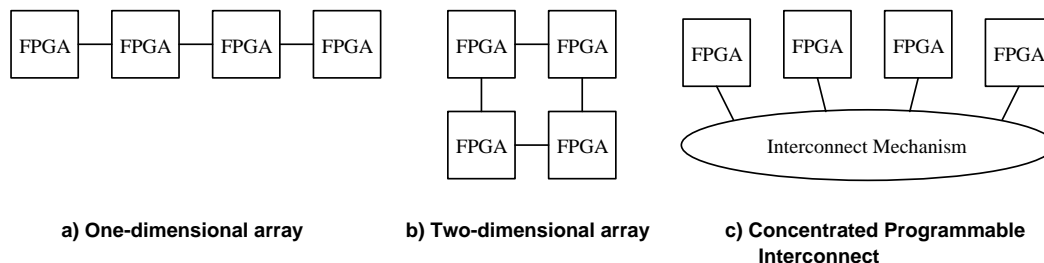 FPGA FPGA FPGA FPGA
a) One-dimensional array
FPGA FPGA
FPGA FPGA
b) Two-dimensional array
FPGA FPGA FPGA FPGA
Interconnect Mechanism
c) Concentrated Programmable
Interconnect